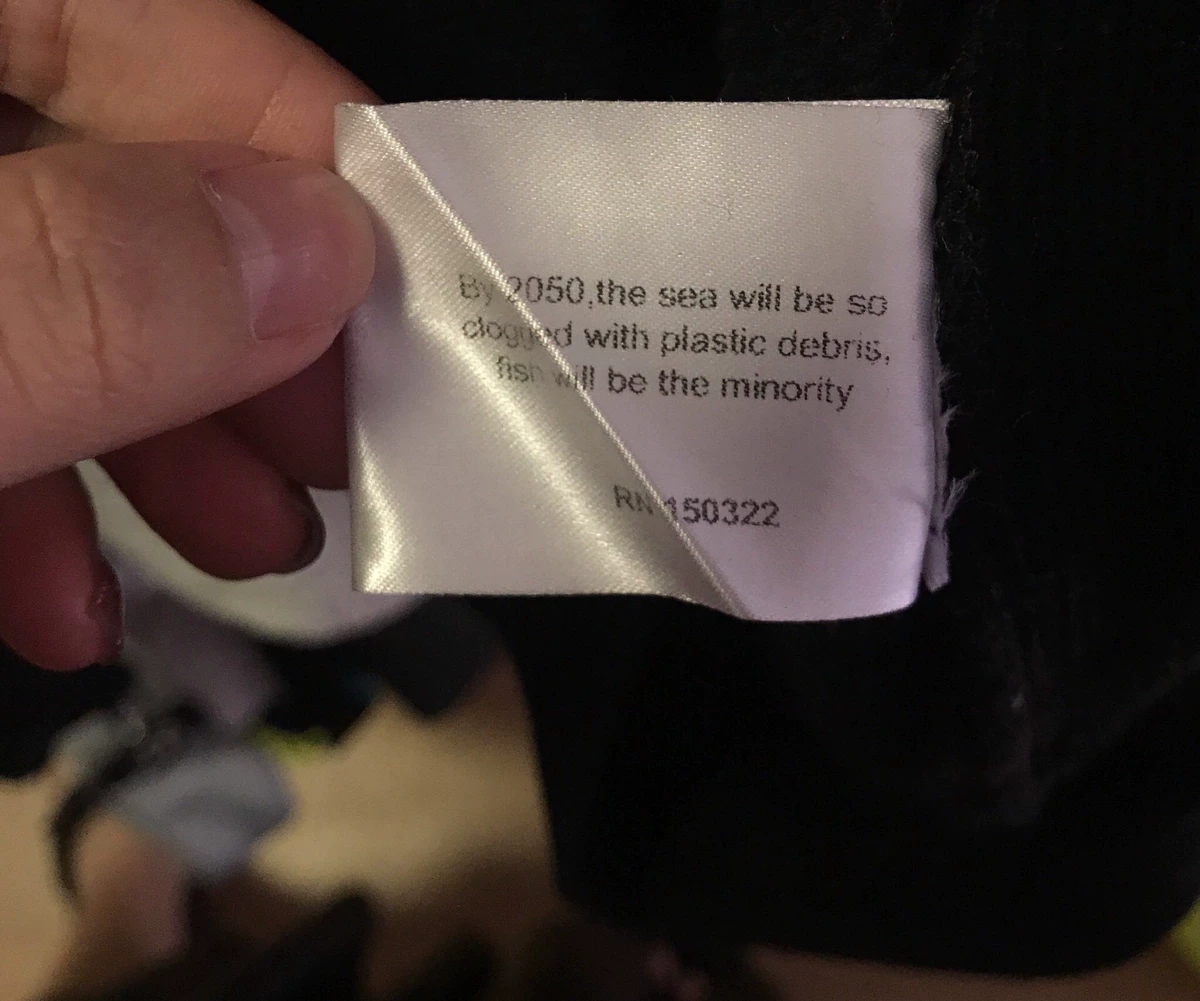 By 2050,the sea will be so
clogged with plastic debris,
fish will be the minority
RN 150322